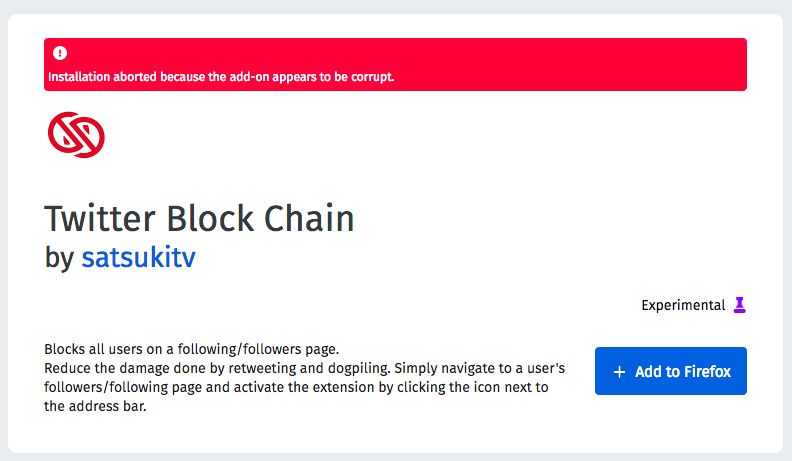 Installation aborted because the add-on appears to be corrupt.
Twitter Block Chain
by satsukitv
Experimental
Blocks all users on a following/followers page.
Reduce the damage done by retweeting and dogpiling. Simply navigate to a user's
followers/following page and activate the extension by clicking the icon next to
the address bar.
+ Add to Firefox